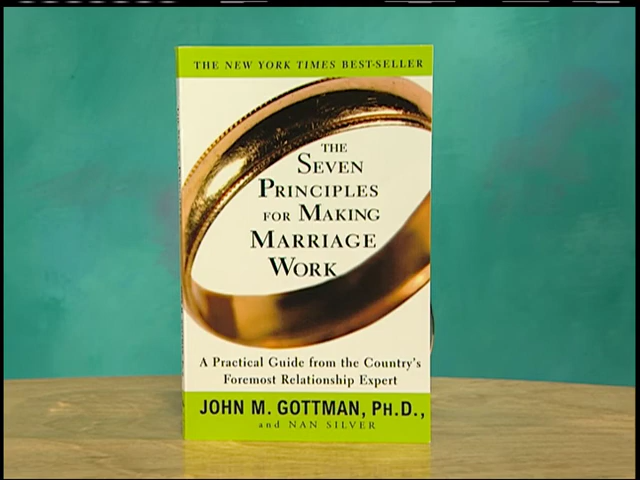 THE NEW YORK TIMES BEST-SELLER
THE
SEVEN
PRINCIPLES
FOR MAKING
MARRIAGE
WORK
A Practical Guide from the Country's
Foremost Relationship Expert
JOHN M. GOTTMAN, PH.D.,
and NAN SILVER